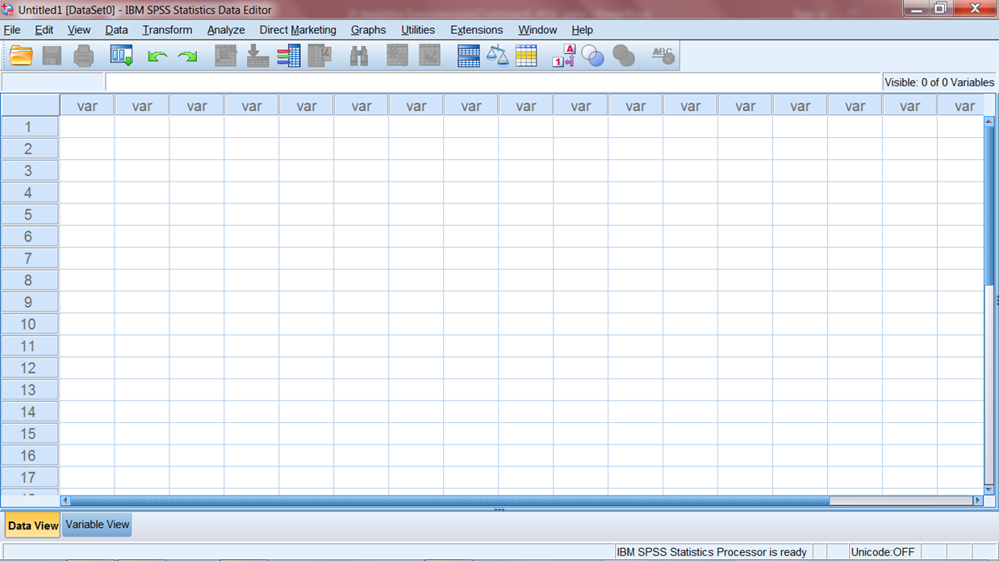 Untitled1 [DataSet0] - IBM SPSS Statistics Data Editor
File Edit View Data Transform Analyze Direct Marketing Graphs Utilities Extensions Window Help
A
1
ABC
Visible: 0 of 0 Variables
var var var var var var var var var var var var var var var var var
1
2
3
4
5
6
7
8
9
10
11
12
13
14
15
16
17
Data View Variable View
IBM SPSS Statistics Processor is ready Unicode:OFF